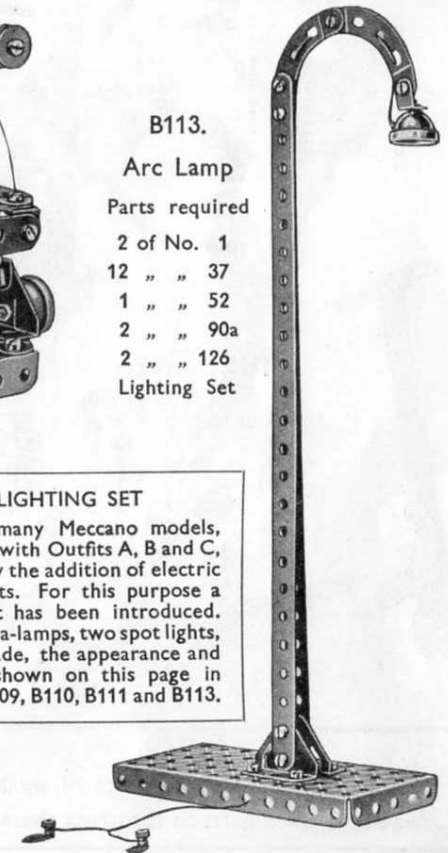 B113.
Arc Lamp
Parts required
2 of No. 1
12 „ „ 37
1 „ „ 52
2 „ „ 90a
2 „ „ 126
Lighting Set
LIGHTING SET
many Meccano models,
with Outfits A, B and C,
the addition of electric
ts. For this purpose a
has been introduced.
a-lamps, two spot lights,
ade, the appearance and
shown on this page in
09, B110, B111 and B113.